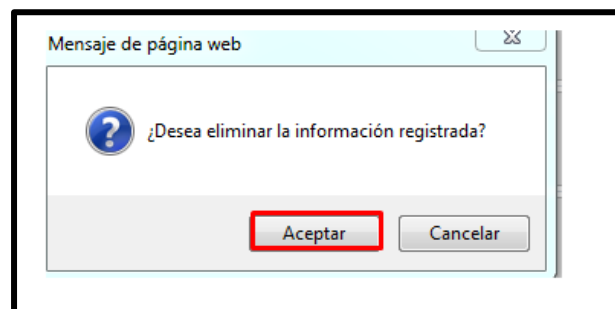 Mensaje de página web
¿Desea eliminar la información registrada?
Aceptar Cancelar